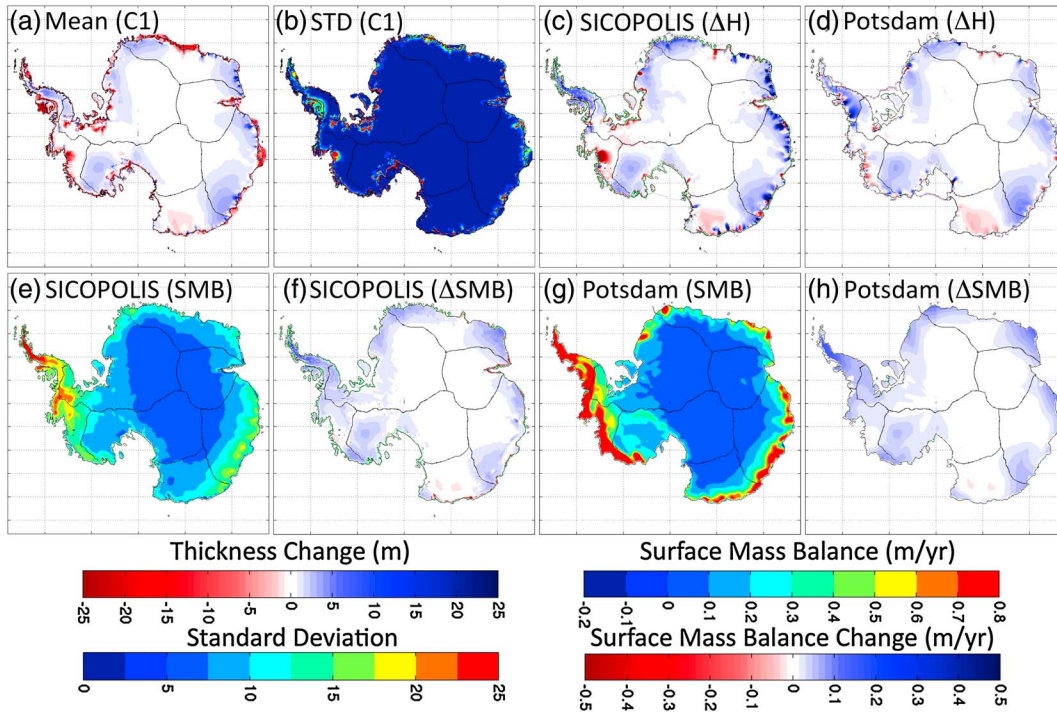 (a) Mean (C1)
(b) STD (C1)
(c) SICOPOLIS (ΔH)
(d) Potsdam (ΔH)
(e) SICOPOLIS (SMB)
(f) SICOPOLIS (ΔSMB)
(g) Potsdam (SMB)
(h) Potsdam (ΔSMB)
Thickness Change (m)
-25 -20 -15 -10 -5 0 5 10 15 20 25
Standard Deviation
0 5 10 15 20 25
Surface Mass Balance (m/yr)
-0.2 -0.1 0 0.1 0.2 0.3 0.4 0.5 0.6 0.7 0.8
Surface Mass Balance Change (m/yr)
-0.5 -0.4 -0.3 -0.2 -0.1 0 0.1 0.2 0.3 0.4 0.5